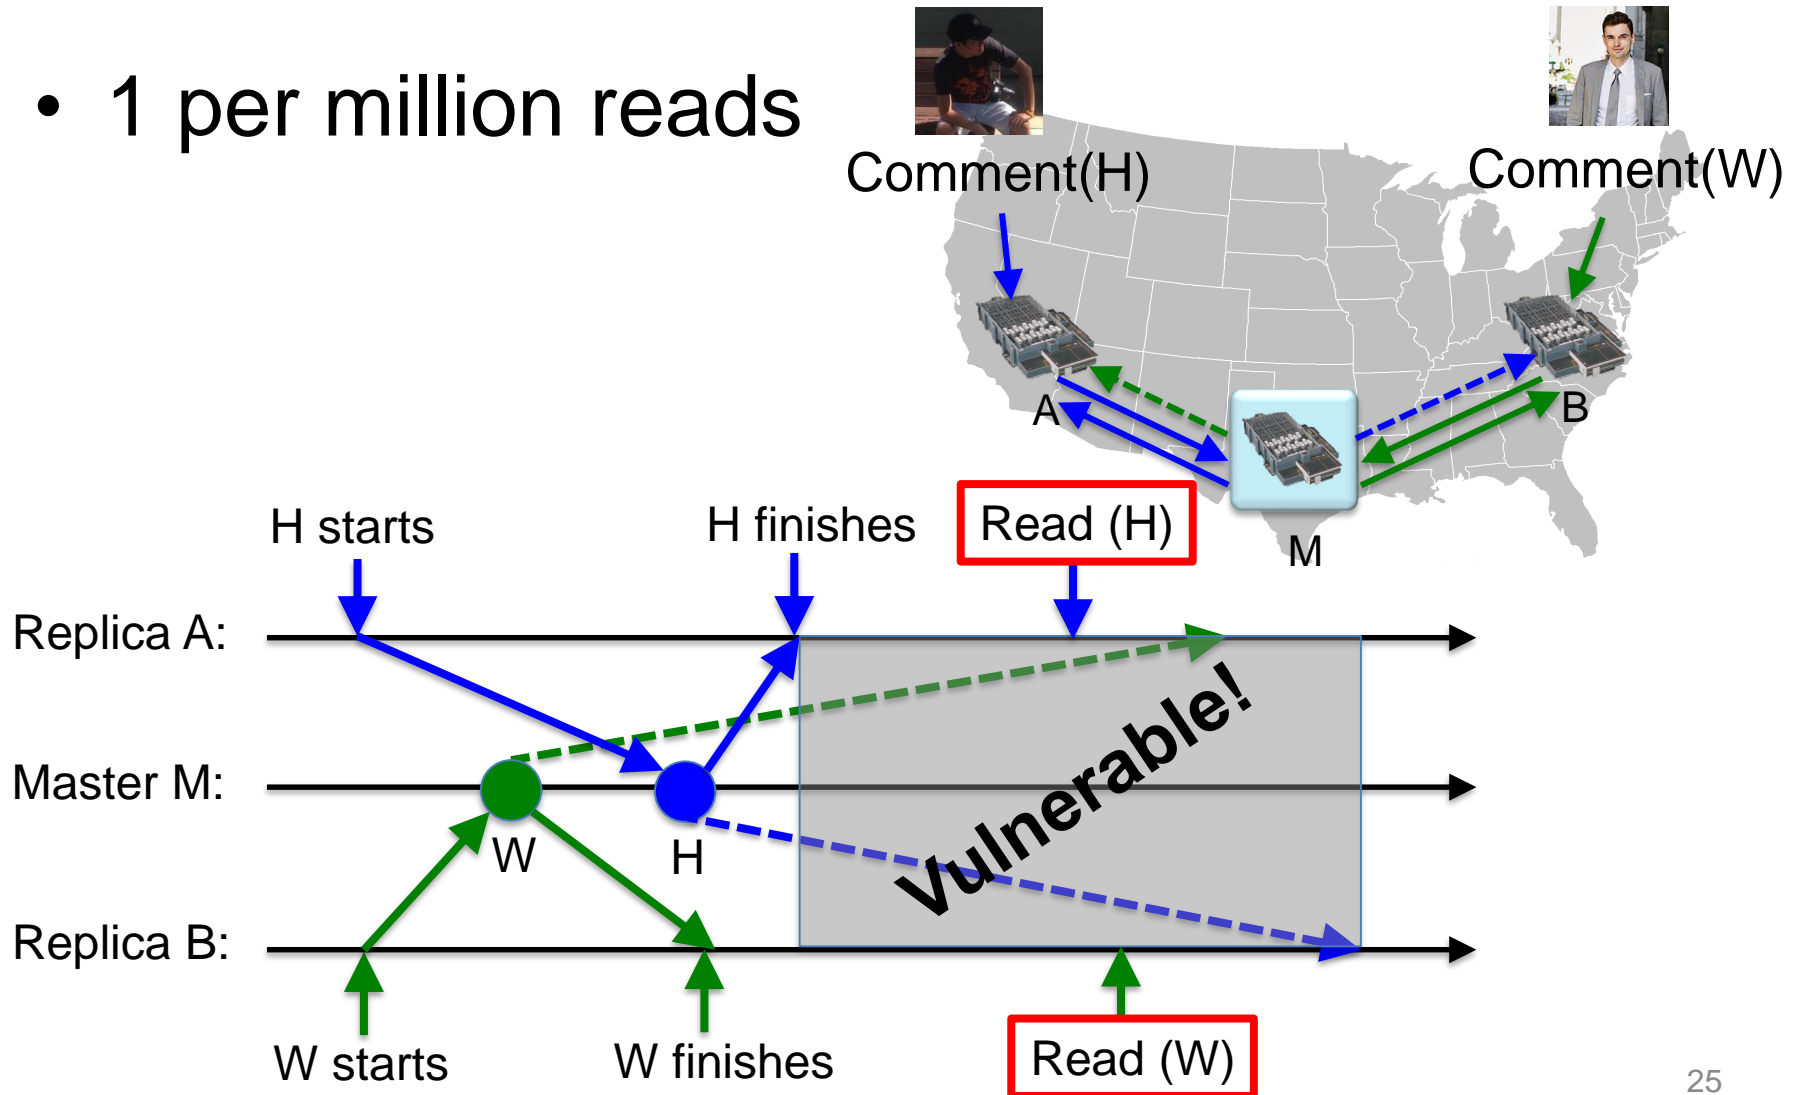 • 1 per million reads
Comment(H)
Comment(W)
A
B
M
H starts
H finishes
Read (H)
Replica A:
Vulnerable!
Master M:
W
H
Replica B:
W starts
W finishes
Read (W)
25